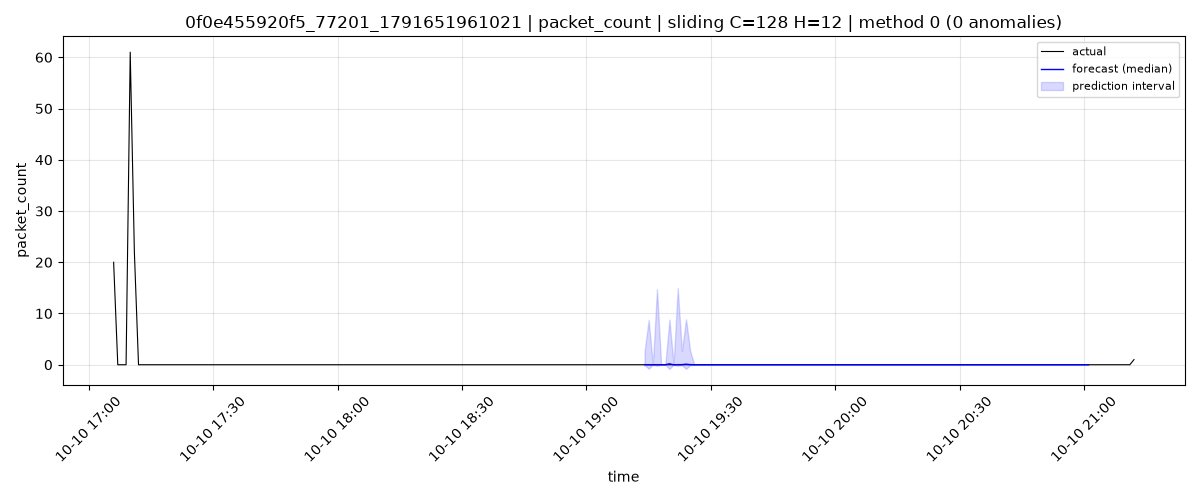 0f0e455920f5_77201_1791651961021 | packet_count | sliding C=128 H=12 | method 0 (0 anomalies)
actual
forecast (median)
prediction interval
packet_count
60
50
40
30
20
10
0
10-10 17:00
10-10 17:30
10-10 18:00
10-10 18:30
10-10 19:00
10-10 19:30
10-10 20:00
10-10 20:30
10-10 21:00
time